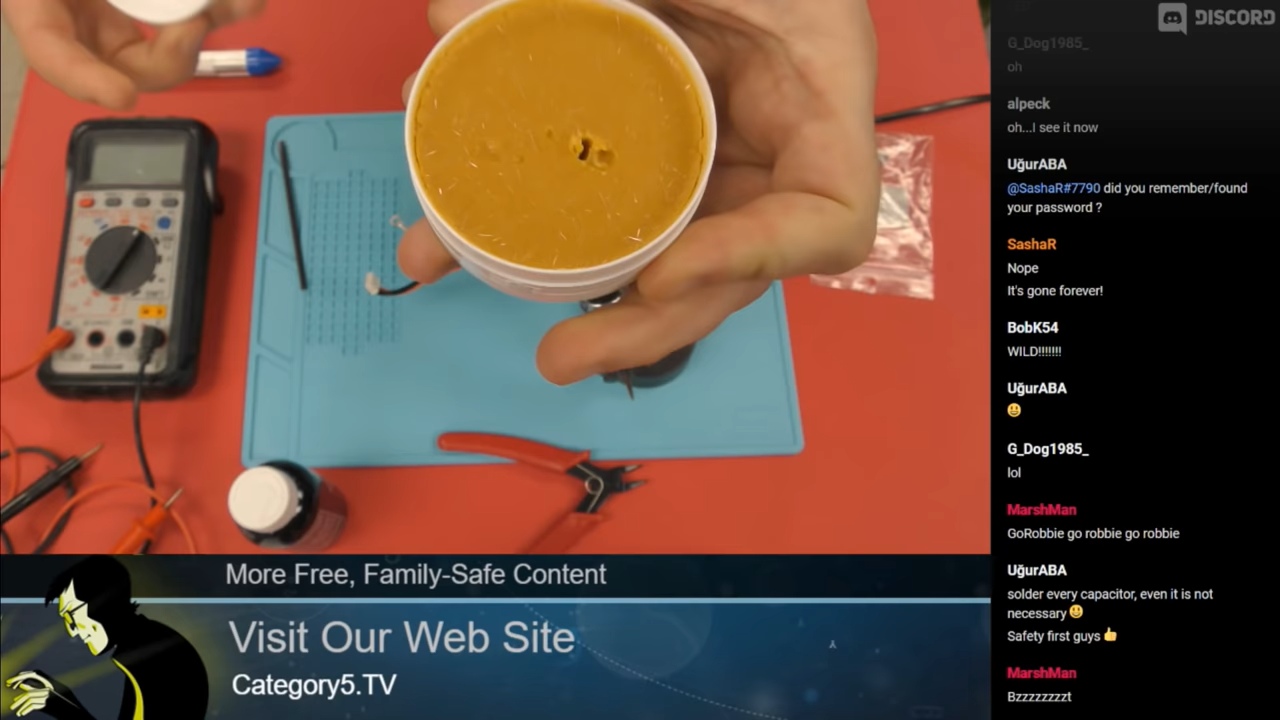 DISCORD
G_Dog1985_
oh
alpeck
oh...I see it now
UğurABA
@SashaR#7790 did you remember/found
your password ?
SashaR
Nope
It's gone forever!
BobK54
WILD!!!!!!!
UğurABA
G_Dog1985_
lol
MarshMan
GoRobbie go robbie go robbie
UğurABA
solder every capacitor, even it is not
necessary
Safety first guys
MarshMan
Bzzzzzzzt
More Free, Family-Safe Content
Visit Our Web Site
Category5.TV